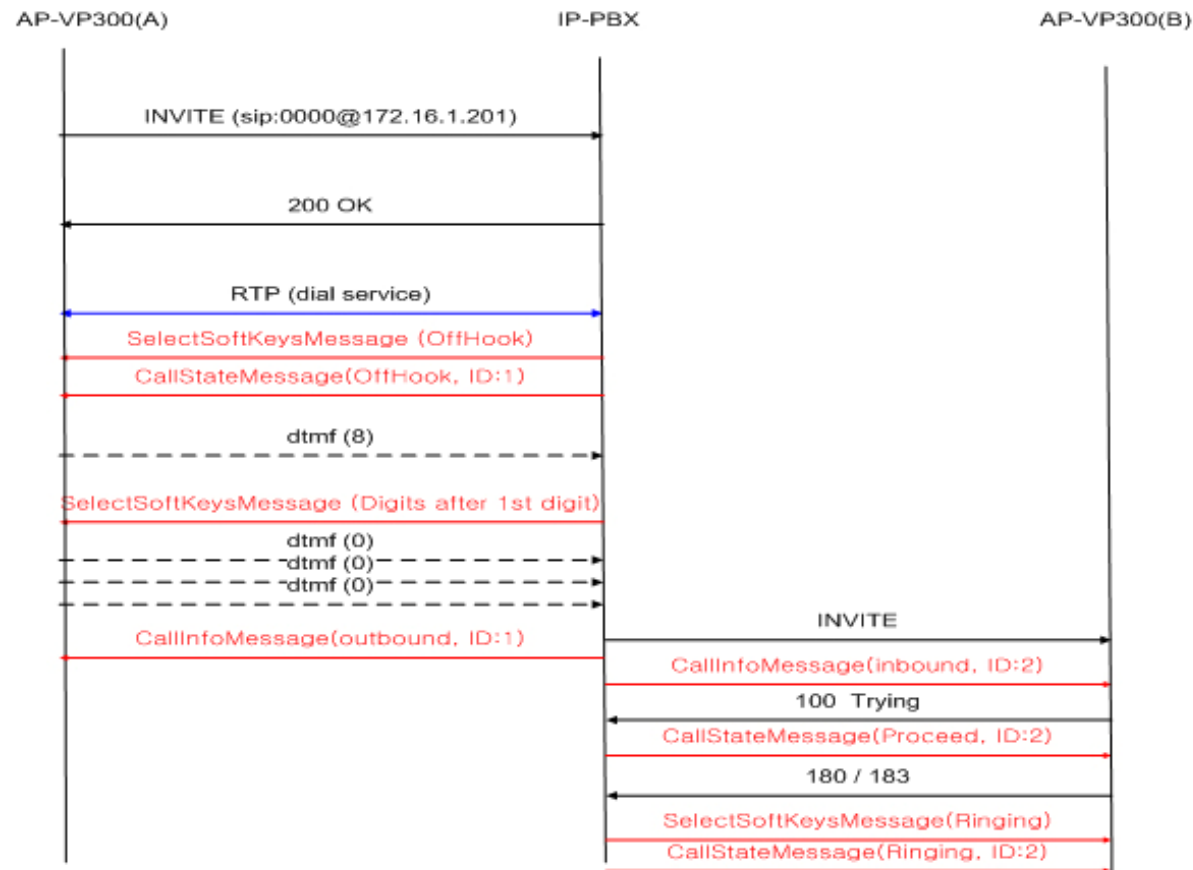 AP-VP300(A) IP-PBX AP-VP300(B)
INVITE (sip:0000@172.16.1.201)
200 OK
RTP (dial service)
SelectSoftKeysMessage (OffHook)
CallStateMessage(OffHook, ID:1)
dtmf (8)
SelectSoftKeysMessage (Digits after 1st digit)
dtmf (0)
dtmf (0)
dtmf (0)
INVITE
CallInfoMessage(outbound, ID:1)
CallInfoMessage(inbound, ID:2)
100 Trying
CallStateMessage(Proceed, ID:2)
180 / 183
SelectSoftKeysMessage(Ringing)
CallStateMessage(Ringing, ID:2)